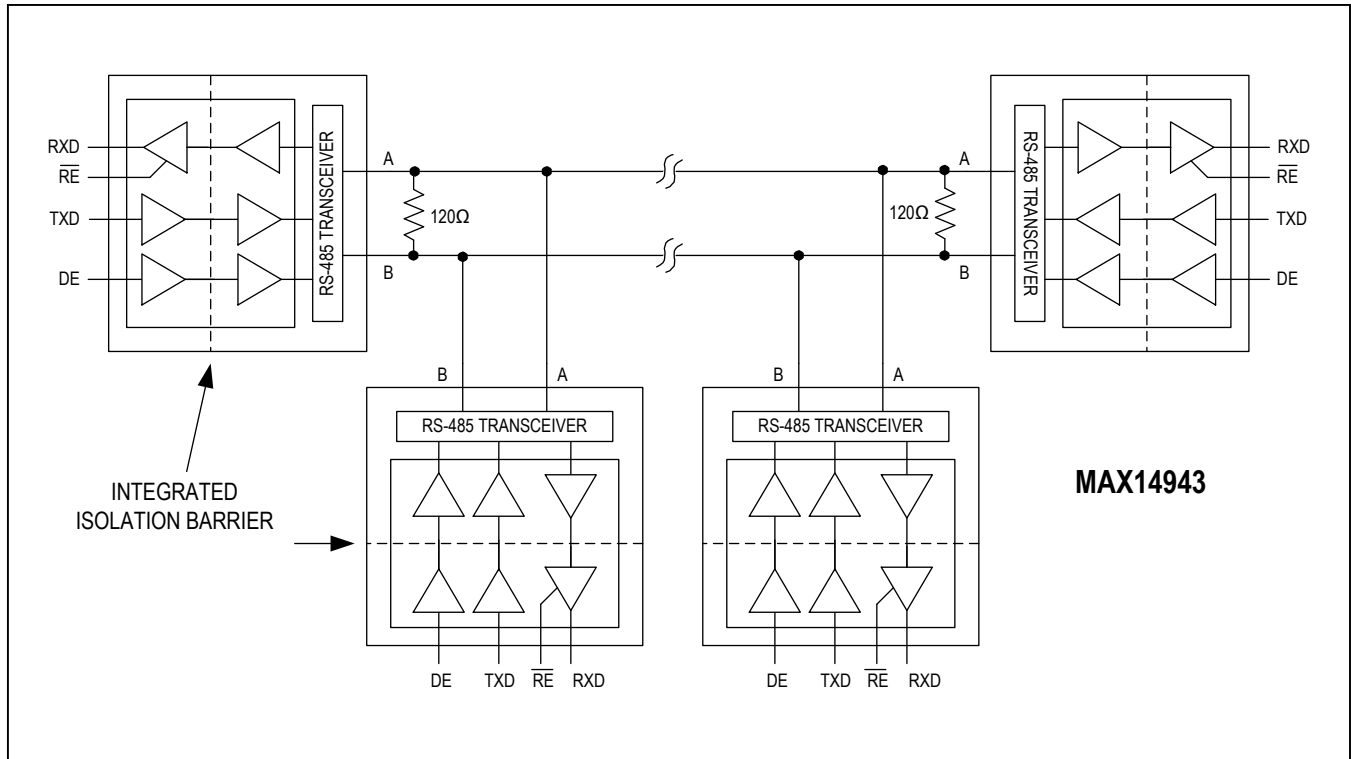 RXD
RE
TXD
DE
RS-485 TRANSCEIVER
A
B
120Ω
120Ω
A
B
RS-485 TRANSCEIVER
RXD
RE
TXD
DE
INTEGRATED
ISOLATION BARRIER
B A
RS-485 TRANSCEIVER
DE TXD RE RXD
B A
RS-485 TRANSCEIVER
DE TXD RE RXD
MAX14943